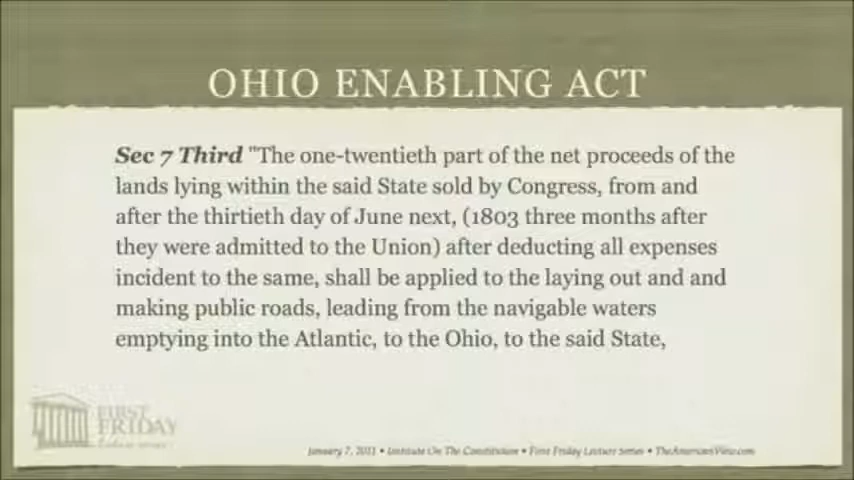 OHIO ENABLING ACT
Sec 7 Third "The one-twentieth part of the net proceeds of the
lands lying within the said State sold by Congress, from and
after the thirtieth day of June next, (1803 three months after
they were admitted to the Union) after deducting all expenses
incident to the same, shall be applied to the laying out and and
making public roads, leading from the navigable waters
emptying into the Atlantic, to the Ohio, to the said State,
FIRST
FRIDAY
January 7, 2011 • Institute On The Constitution • First Friday Lecture Series • TheAmericanView.com